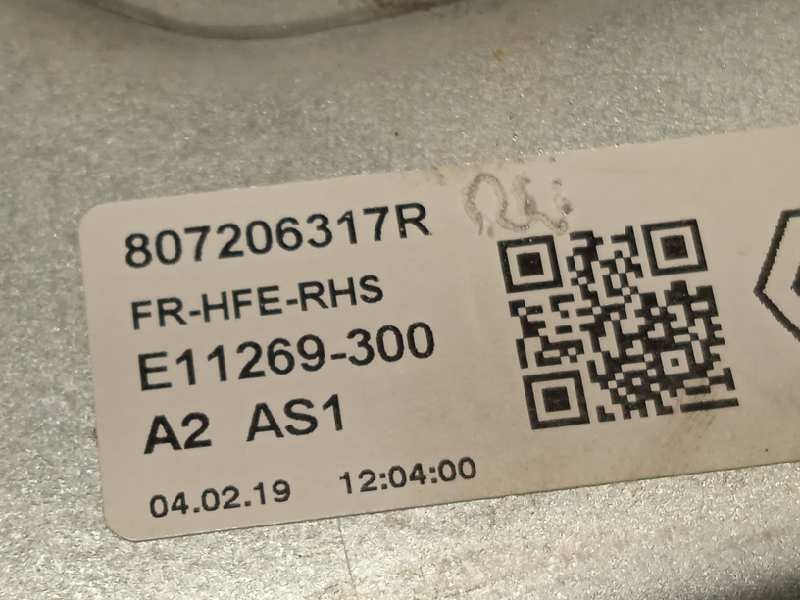 807206317R
FR-HFE-RHS
E11269-300
A2 AS1
04.02.19 12:04:00